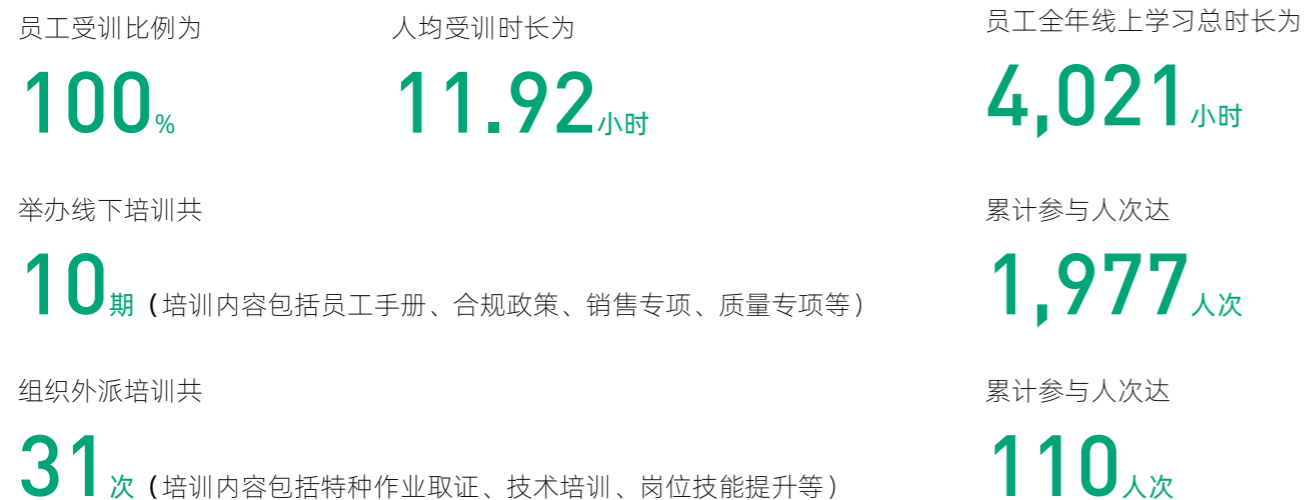 员工受训比例为
100%
人均受训时长为
11.92小时
员工全年线上学习总时长为
4,021小时
举办线下培训共
10期（培训内容包括员工手册、合规政策、销售专项、质量专项等）
累计参与人次达
1,977人次
组织外派培训共
31次（培训内容包括特种作业取证、技术培训、岗位技能提升等）
累计参与人次达
110人次